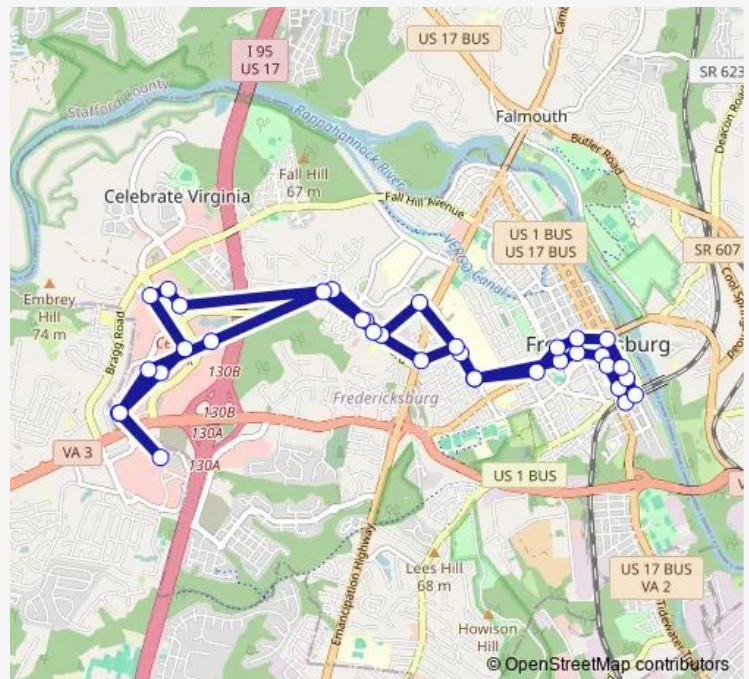 US 17 BUS
I 95
US 17
SR 623
Stafford County
Falmouth
Butler Road
Deacon Road
Rappahannock River
Fall Hill
67 m
Celebrate Virginia
Fall Hill Avenue
VEPCO Canal
US 1 BUS
US 17 BUS
SR 607
Embrey
Hill
74 m
Bragg Road
130B
Fredericksburg
130B
130A
130A
VA 3
US 1 BUS
Emancipation Highway
Lees Hill
68 m
US 17 BUS
VA 2
Howison
Hill
© OpenStreetMap contributors